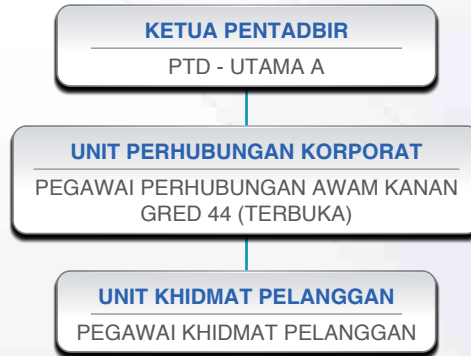 KETUA PENTADBIR
PTD - UTAMA A
UNIT PERHUBUNGAN KORPORAT
PEGAWAI PERHUBUNGAN AWAM KANAN
GRED 44 (TERBUKA)
UNIT KHIDMAT PELANGGAN
PEGAWAI KHIDMAT PELANGGAN